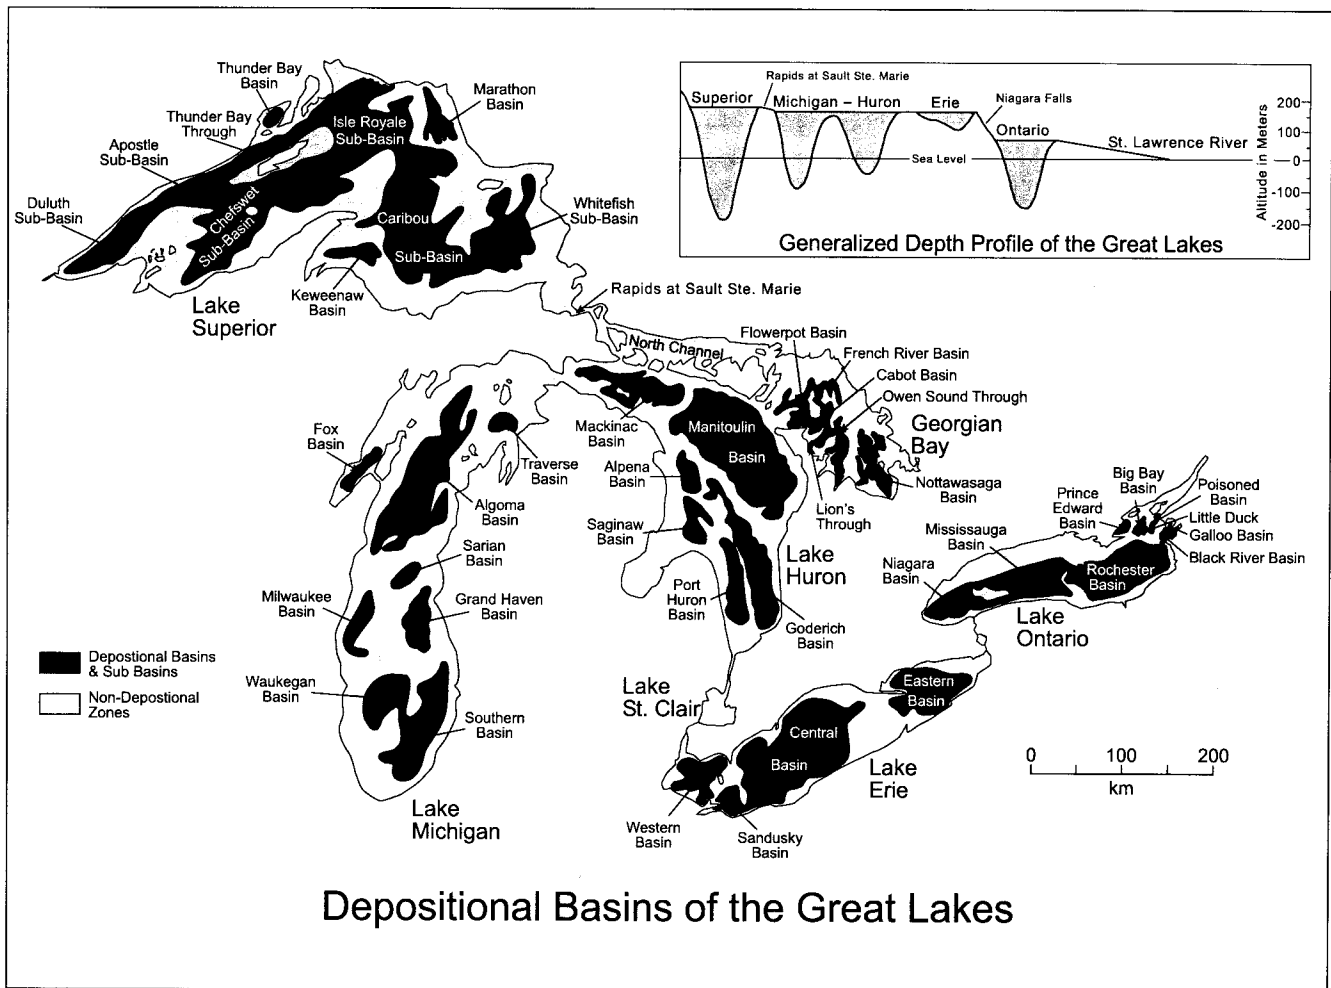 Thunder Bay
Basin
Marathon
Basin
Thunder Bay
Through
Isle Royale
Sub-Basin
Apostle
Sub-Basin
Duluth
Sub-Basin
Chefswet
Sub-Basin
Caribou
Sub-Basin
Whitefish
Sub-Basin
Keweenaw
Basin
Lake
Superior
Rapids at Sault Ste. Marie
Superior
Michigan – Huron
Erie
Niagara Falls
Ontario
St. Lawrence River
Sea Level
200
100
0
-100
-200
Altitude in Meters
Generalized Depth Profile of the Great Lakes
Rapids at Sault Ste. Marie
North Channel
Flowerpot Basin
French River Basin
Cabot Basin
Owen Sound Through
Georgian
Bay
Mackinac
Basin
Manitoulin
Basin
Fox
Basin
Traverse
Basin
Algoma
Basin
Alpena
Basin
Saginaw
Basin
Lion's
Through
Nottawasaga
Basin
Sarian
Basin
Milwaukee
Basin
Grand Haven
Basin
Port
Huron
Basin
Goderich
Basin
Lake
Huron
Big Bay
Basin
Poisoned
Basin
Prince
Edward
Basin
Little Duck
Galloo Basin
Black River Basin
Mississauga
Basin
Niagara
Basin
Rochester
Basin
Lake
Ontario
Depostional Basins
& Sub Basins
Non-Depostional
Zones
Waukegan
Basin
Southern
Basin
Lake
Michigan
Lake
St. Clair
Eastern
Basin
Central
Basin
Lake
Erie
Western
Basin
Sandusky
Basin
0 100 200
km
Depositional Basins of the Great Lakes